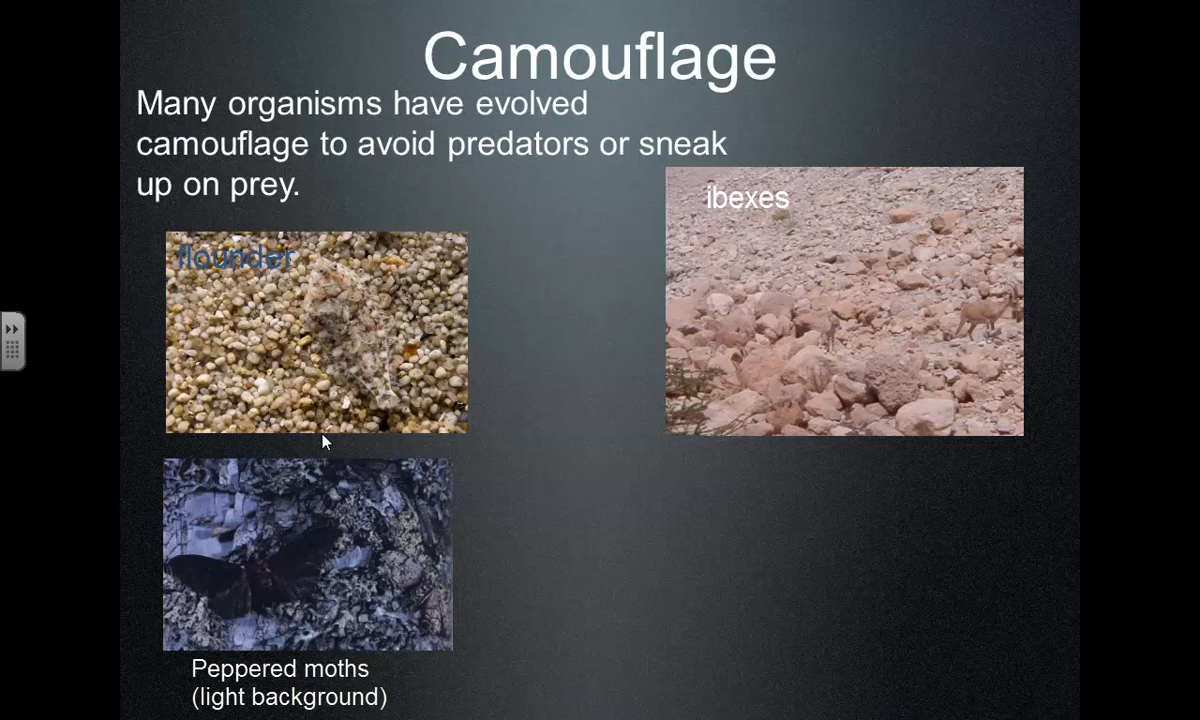 Camouflage
Many organisms have evolved
camouflage to avoid predators or sneak
up on prey.
ibexes
flounder
Peppered moths
(light background)